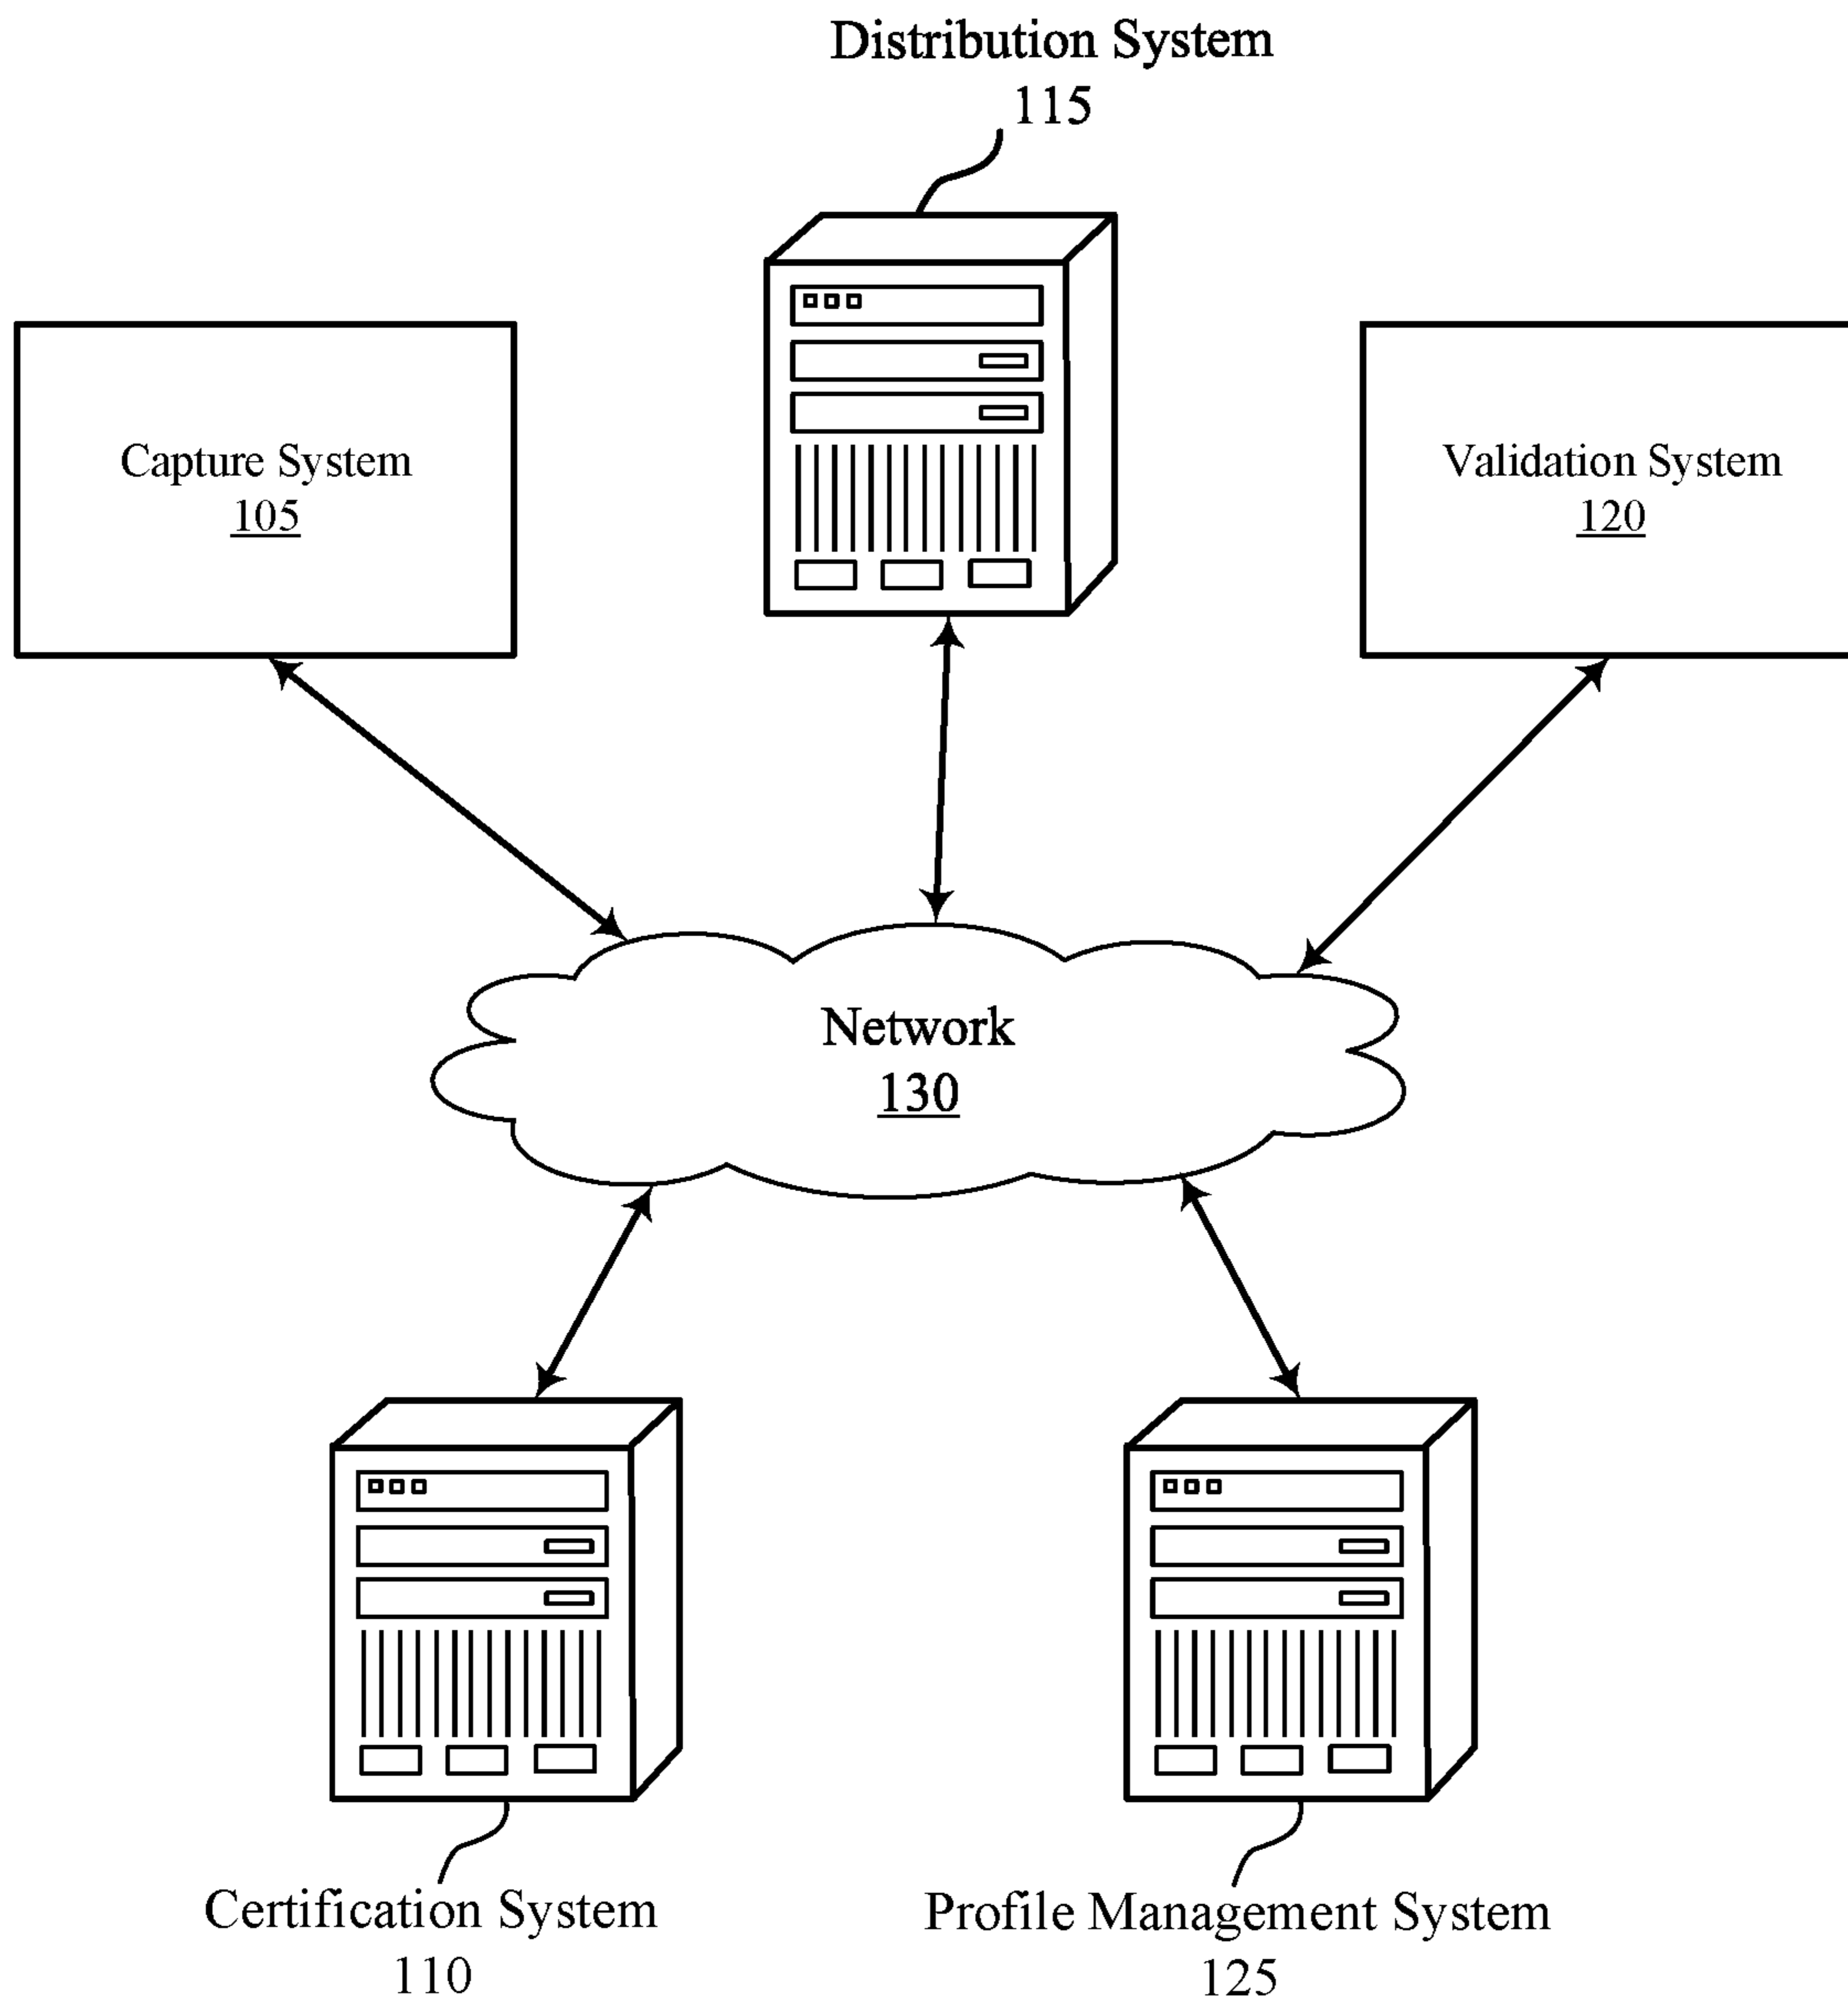 Distribution System
115
Capture System
105
Validation System
120
Network
130
Certification System
110
Profile Management System
125